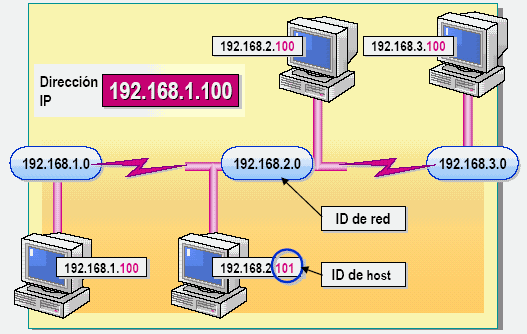 192.168.2.100
192.168.3.100
Dirección
IP
192.168.1.100
192.168.1.0
192.168.2.0
192.168.3.0
ID de red
192.168.1.100
192.168.2.101
ID de host